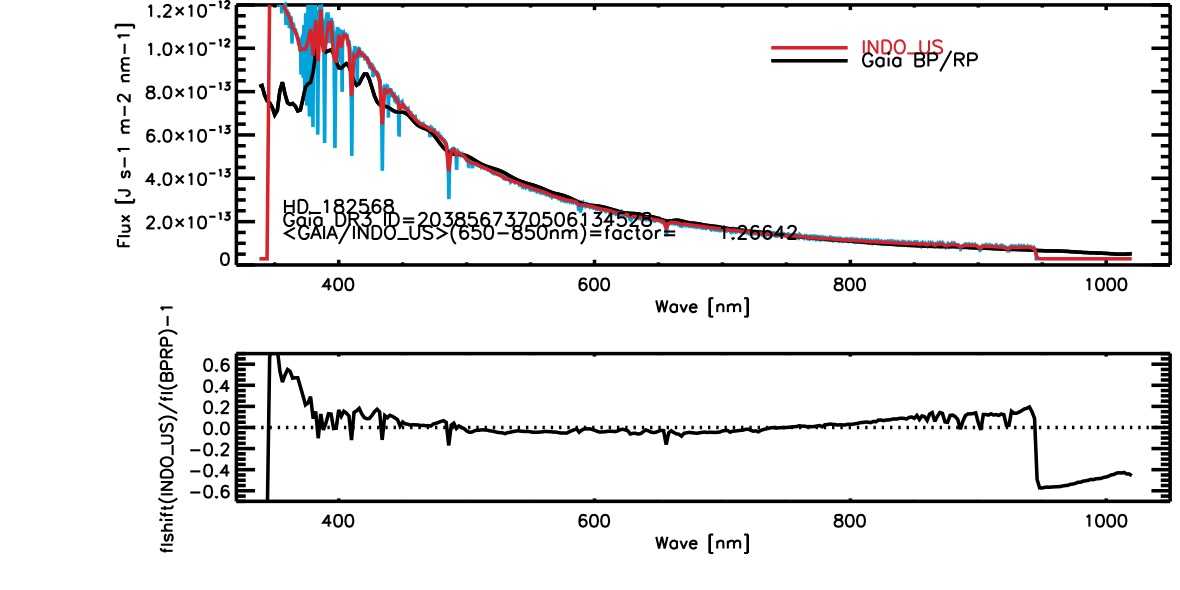 1.2×10⁻¹²
1.0×10⁻¹²
8.0×10⁻¹³
6.0×10⁻¹³
4.0×10⁻¹³
2.0×10⁻¹³
0
Flux [J s-1 m-2 nm-1]
INDO_US
Gaia BP/RP
HD_182568
Gaia DR3_ID=2038567370506134528
<GAIA/INDO_US>(650-850nm)=factor= 1.26642
400 600 800 1000
Wave [nm]
flshift(INDO_US)/fl(BPRP)-1
0.6
0.4
0.2
0.0
-0.2
-0.4
-0.6
400 600 800 1000
Wave [nm]